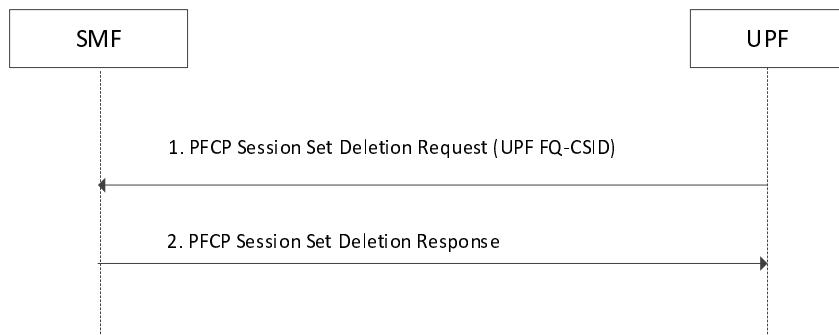 SMF
UPF
1. PFCP Session Set Deletion Request (UPF FQ-CSID)
2. PFCP Session Set Deletion Response